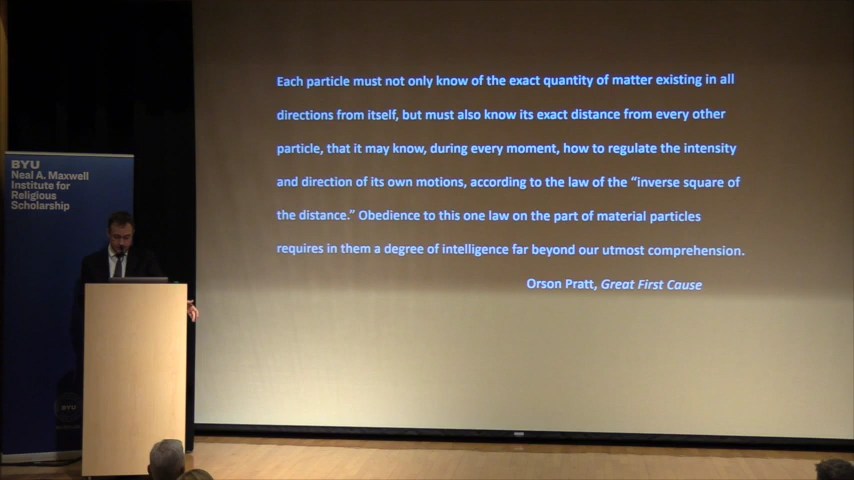 BYU
Neal A. Maxwell
Institute for
Religious
Scholarship
Each particle must not only know of the exact quantity of matter existing in all
directions from itself, but must also know its exact distance from every other
particle, that it may know, during every moment, how to regulate the intensity
and direction of its own motions, according to the law of the “inverse square of
the distance.” Obedience to this one law on the part of material particles
requires in them a degree of intelligence far beyond our utmost comprehension.
Orson Pratt, Great First Cause
BYU